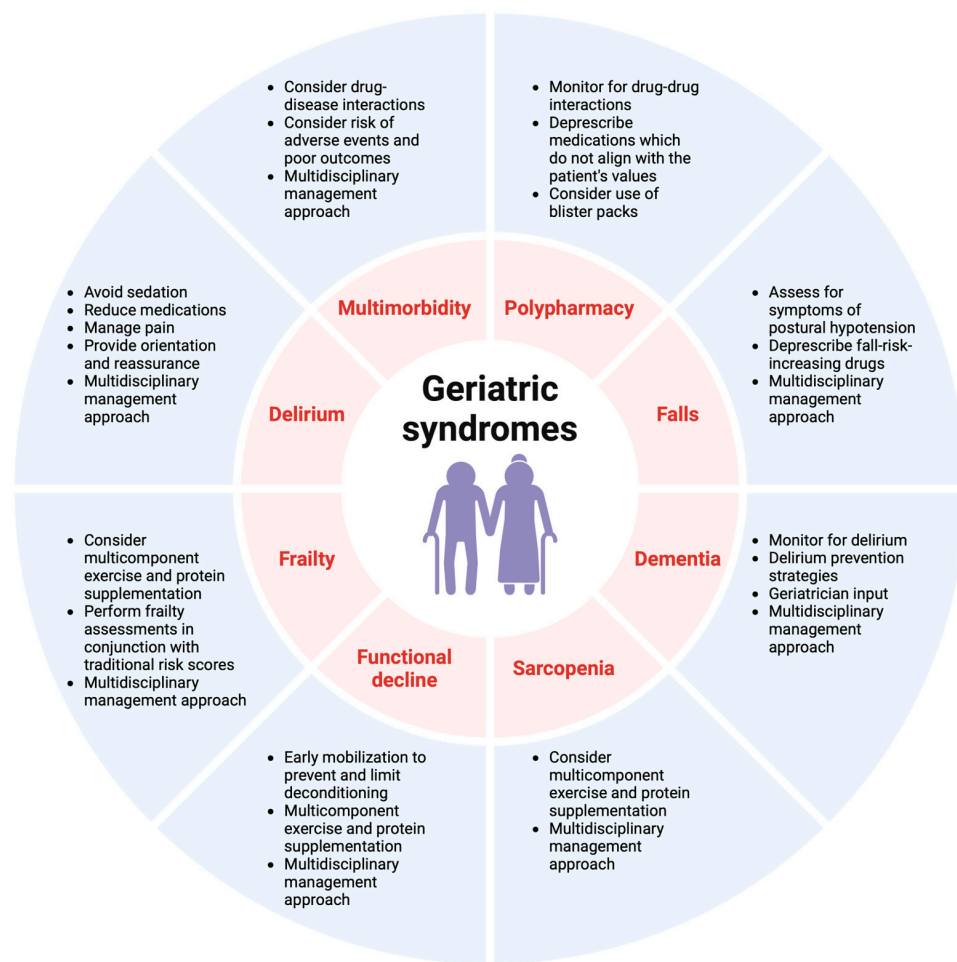 Geriatric
syndromes
Multimorbidity
• Consider drug-
disease interactions
• Consider risk of
adverse events and
poor outcomes
• Multidisciplinary
management
approach
Polypharmacy
• Monitor for drug-drug
interactions
• Deprescribe
medications which
do not align with the
patient's values
• Consider use of
blister packs
Falls
• Assess for
symptoms of
postural hypotension
• Deprescribe fall-risk-
increasing drugs
• Multidisciplinary
management
approach
Dementia
• Monitor for delirium
• Delirium prevention
strategies
• Geriatrician input
• Multidisciplinary
management
approach
Sarcopenia
• Consider
multicomponent
exercise and protein
supplementation
• Multidisciplinary
management
approach
Functional
decline
• Early mobilization to
prevent and limit
deconditioning
• Multicomponent
exercise and protein
supplementation
• Multidisciplinary
management
approach
Frailty
• Consider
multicomponent
exercise and protein
supplementation
• Perform frailty
assessments in
conjunction with
traditional risk scores
• Multidisciplinary
management approach
Delirium
• Avoid sedation
• Reduce medications
• Manage pain
• Provide orientation
and reassurance
• Multidisciplinary
management
approach